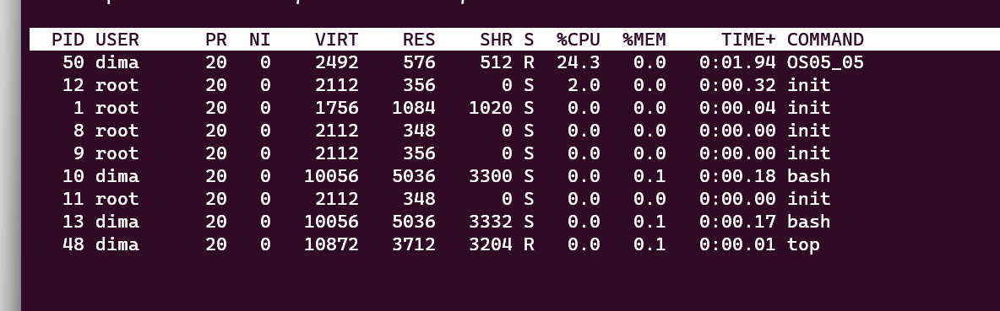 PID USER PR NI VIRT RES SHR S %CPU %MEM TIME+ COMMAND
50 dima 20 0 2492 576 512 R 24.3 0.0 0:01.94 OS05_05
12 root 20 0 2112 356 0 S 2.0 0.0 0:00.32 init
1 root 20 0 1756 1084 1020 S 0.0 0.0 0:00.04 init
8 root 20 0 2112 348 0 S 0.0 0.0 0:00.00 init
9 root 20 0 2112 356 0 S 0.0 0.0 0:00.00 init
10 dima 20 0 10056 5036 3300 S 0.0 0.1 0:00.18 bash
11 root 20 0 2112 348 0 S 0.0 0.0 0:00.00 init
13 dima 20 0 10056 5036 3332 S 0.0 0.1 0:00.17 bash
48 dima 20 0 10872 3712 3204 R 0.0 0.1 0:00.01 top